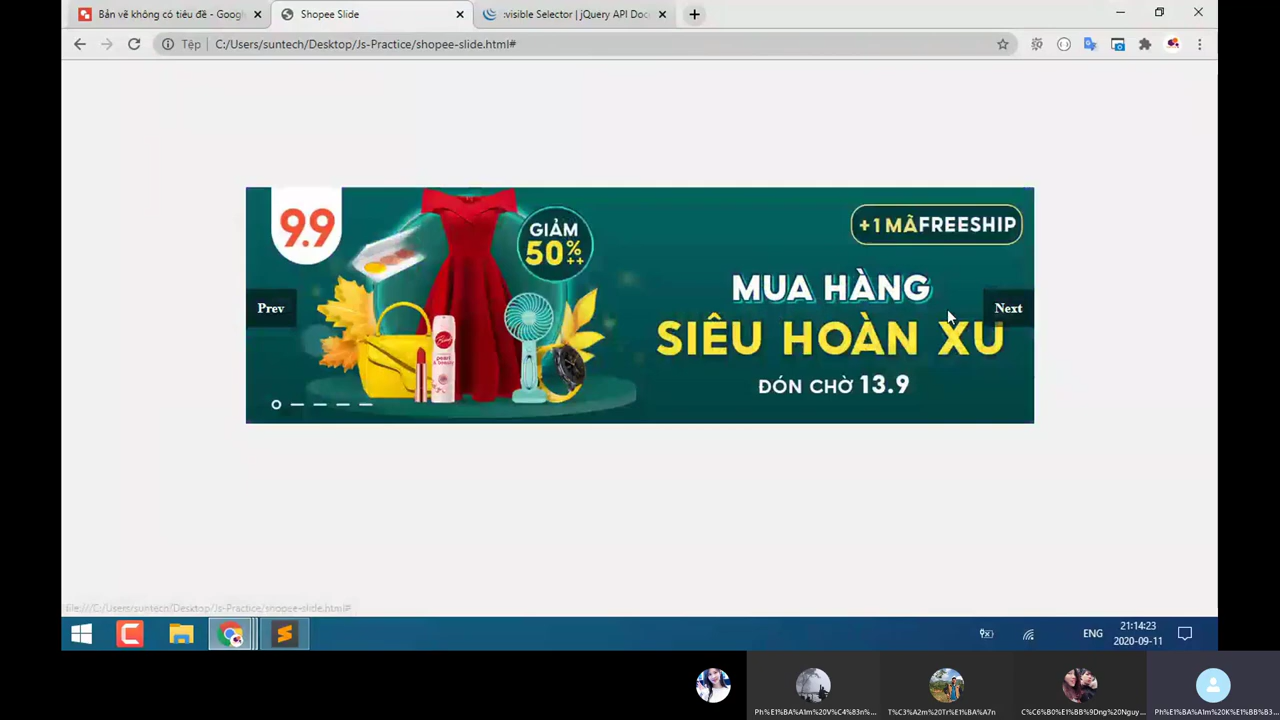 Bản vẽ không có tiêu đề - Googl
Shopee Slide
:visible Selector | jQuery API Doc
Tệp
C:/Users/suntech/Desktop/Js-Practice/shopee-slide.html#
9.9
GIẢM
50%
++
+1 MÃ FREESHIP
MUA HÀNG
SIÊU HOÀN XU
ĐÓN CHỜ 13.9
Prev
Next
file:///C:/Users/suntech/Desktop/Js-Practice/shopee-slide.html#
ENG
21:14:23
2020-09-11
Ph%E1%BA%A1m%20V%C4%83n%...
T%C3%A2m%20Tr%E1%BA%A7n
C%C6%B0%E1%BB%9Dng%20Nguy...
Ph%E1%BA%A1m%20K%E1%BB%B3...